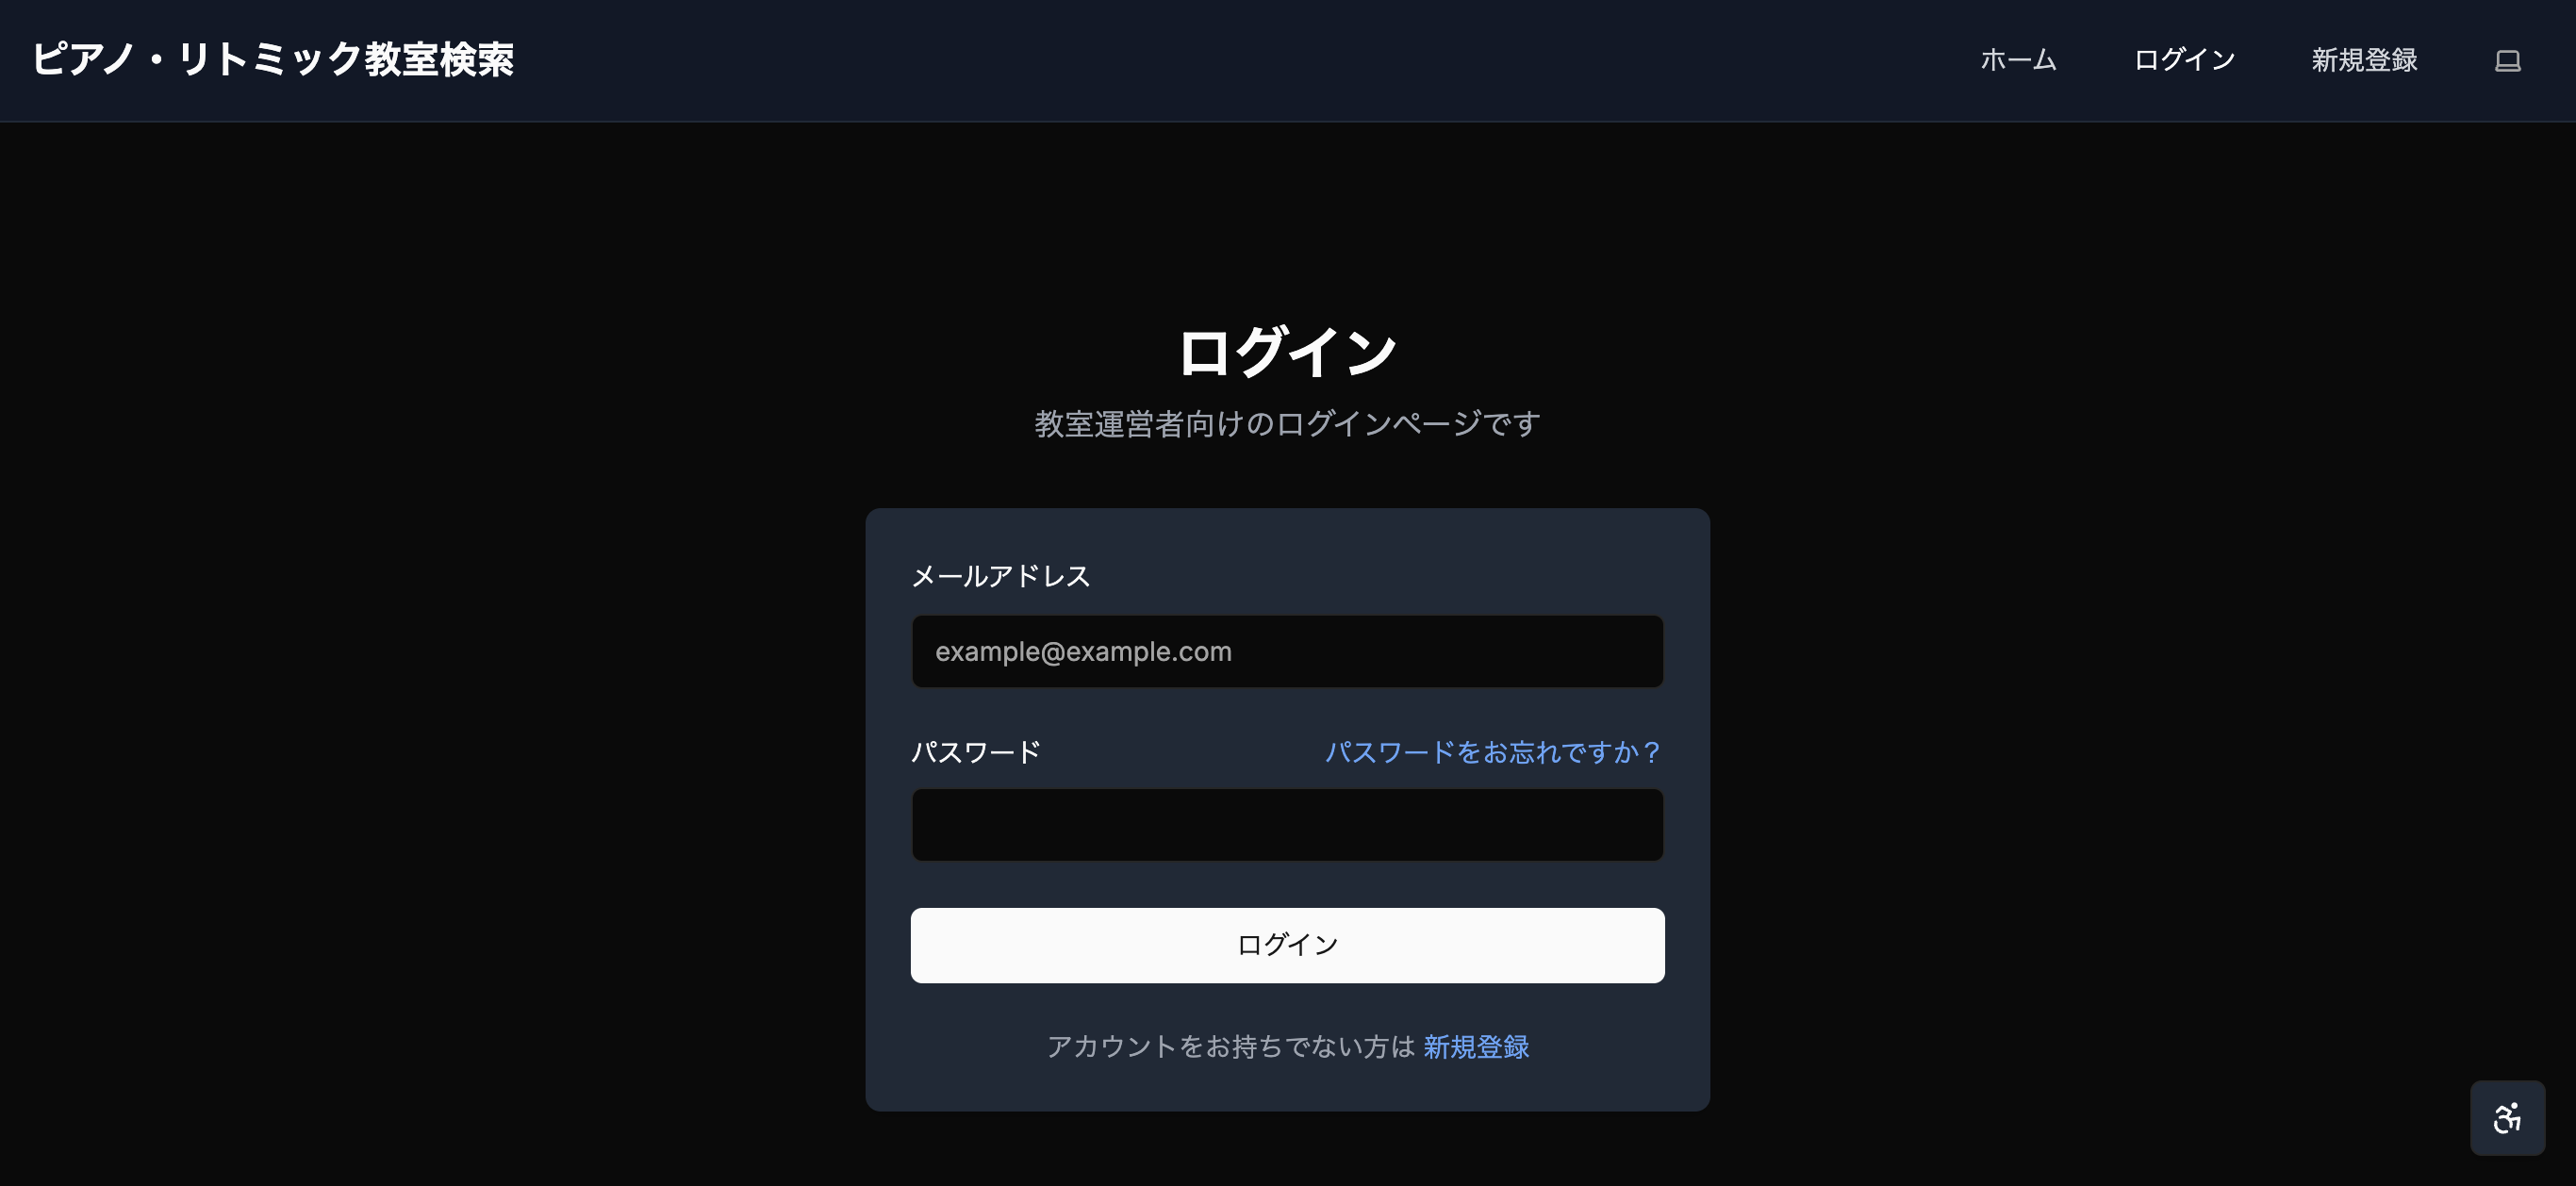 ピアノ・リトミック教室検索
ホーム
ログイン
新規登録
ログイン
教室運営者向けのログインページです
メールアドレス
example@example.com
パスワード
パスワードをお忘れですか？
ログイン
アカウントをお持ちでない方は 新規登録